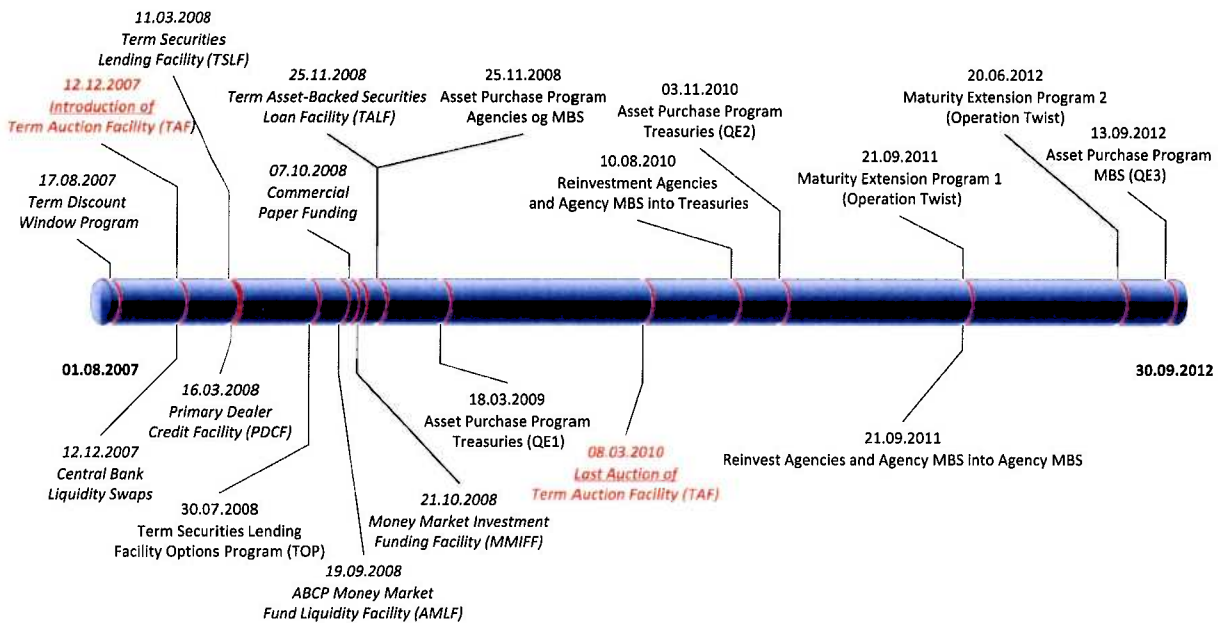 11.03.2008
Term Securities
Lending Facility (TSLF)
12.12.2007
Introduction of
Term Auction Facility (TAF)
17.08.2007
Term Discount
Window Program
25.11.2008
Term Asset-Backed Securities
Loan Facility (TALF)
07.10.2008
Commercial
Paper Funding
25.11.2008
Asset Purchase Program
Agencies og MBS
03.11.2010
Asset Purchase Program
Treasuries (QE2)
10.08.2010
Reinvestment Agencies
and Agency MBS into Treasuries
20.06.2012
Maturity Extension Program 2
(Operation Twist)
21.09.2011
Maturity Extension Program 1
(Operation Twist)
13.09.2012
Asset Purchase Program
MBS (QE3)
01.08.2007
30.09.2012
12.12.2007
Central Bank
Liquidity Swaps
16.03.2008
Primary Dealer
Credit Facility (PDCF)
30.07.2008
Term Securities Lending
Facility Options Program (TOP)
19.09.2008
ABCP Money Market
Fund Liquidity Facility (AMLF)
21.10.2008
Money Market Investment
Funding Facility (MMIFF)
18.03.2009
Asset Purchase Program
Treasuries (QE1)
08.03.2010
Last Auction of
Term Auction Facility (TAF)
21.09.2011
Reinvest Agencies and Agency MBS into Agency MBS